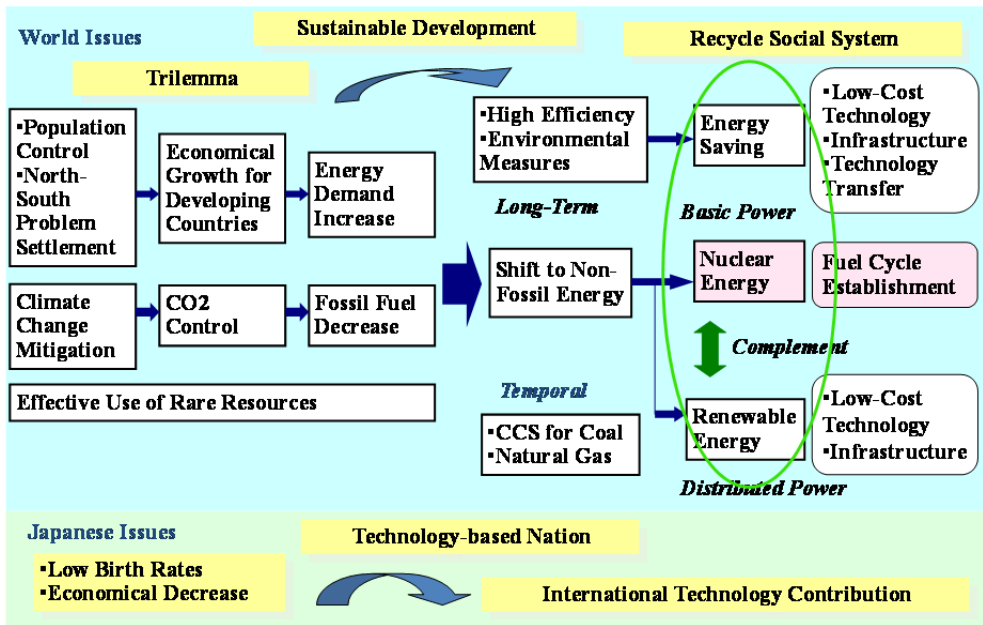 World Issues
Sustainable Development
Recycle Social System
Trilemma
▪Population
Control
▪North-
South
Problem
Settlement
Economical
Growth for
Developing
Countries
Energy
Demand
Increase
▪High Efficiency
▪Environmental
Measures
Energy
Saving
▪Low-Cost
Technology
▪Infrastructure
▪Technology
Transfer
Long-Term
Basic Power
Climate
Change
Mitigation
CO2
Control
Fossil Fuel
Decrease
Shift to Non-
Fossil Energy
Nuclear
Energy
Fuel Cycle
Establishment
Complement
Effective Use of Rare Resources
Temporal
▪CCS for Coal
▪Natural Gas
Renewable
Energy
▪Low-Cost
Technology
▪Infrastructure
Distributed Power
Japanese Issues
Technology-based Nation
▪Low Birth Rates
▪Economical Decrease
International Technology Contribution